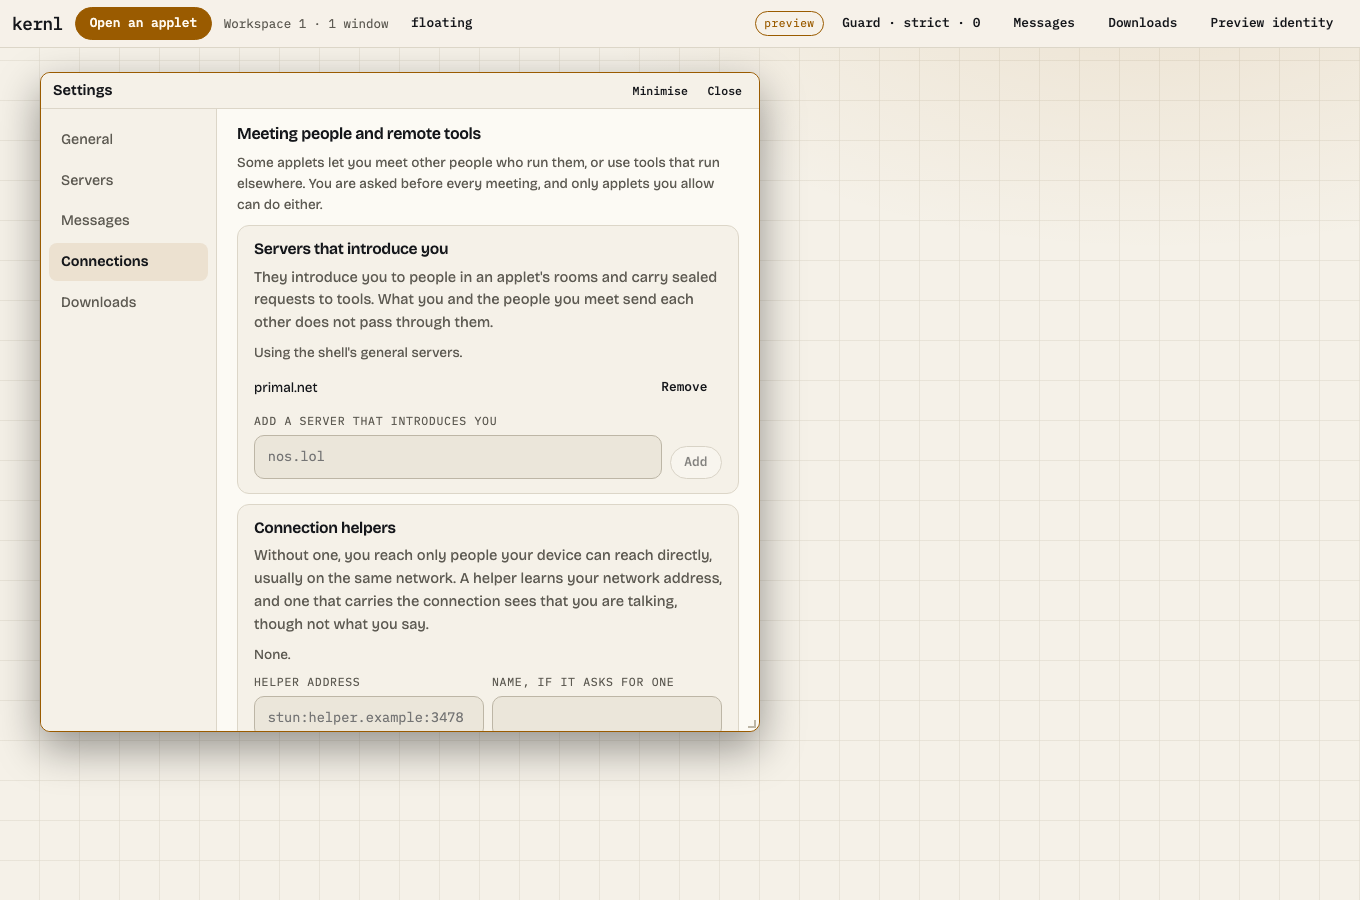 kernl
Open an applet
Workspace 1 · 1 window
floating
preview
Guard · strict · 0
Messages
Downloads
Preview identity
Settings
Minimise
Close
General
Servers
Messages
Connections
Downloads
Meeting people and remote tools
Some applets let you meet other people who run them, or use tools that run
elsewhere. You are asked before every meeting, and only applets you allow
can do either.
Servers that introduce you
They introduce you to people in an applet's rooms and carry sealed
requests to tools. What you and the people you meet send each
other does not pass through them.
Using the shell's general servers.
primal.net
Remove
ADD A SERVER THAT INTRODUCES YOU
nos.lol
Add
Connection helpers
Without one, you reach only people your device can reach directly,
usually on the same network. A helper learns your network address,
and one that carries the connection sees that you are talking,
though not what you say.
None.
HELPER ADDRESS
NAME, IF IT ASKS FOR ONE
stun:helper.example:3478